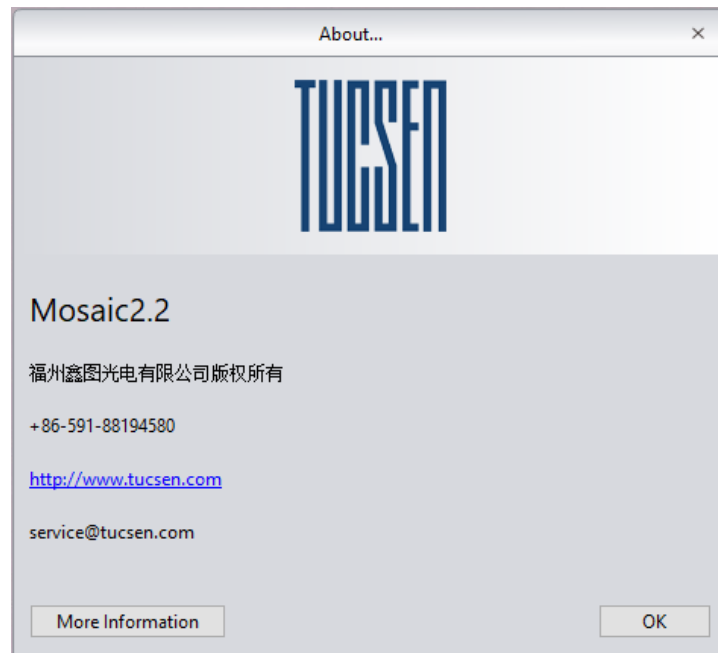 About...
TUCSEN
Mosaic2.2
福州鑫图光电有限公司版权所有
+86-591-88194580
http://www.tucsen.com
service@tucsen.com
More Information
OK